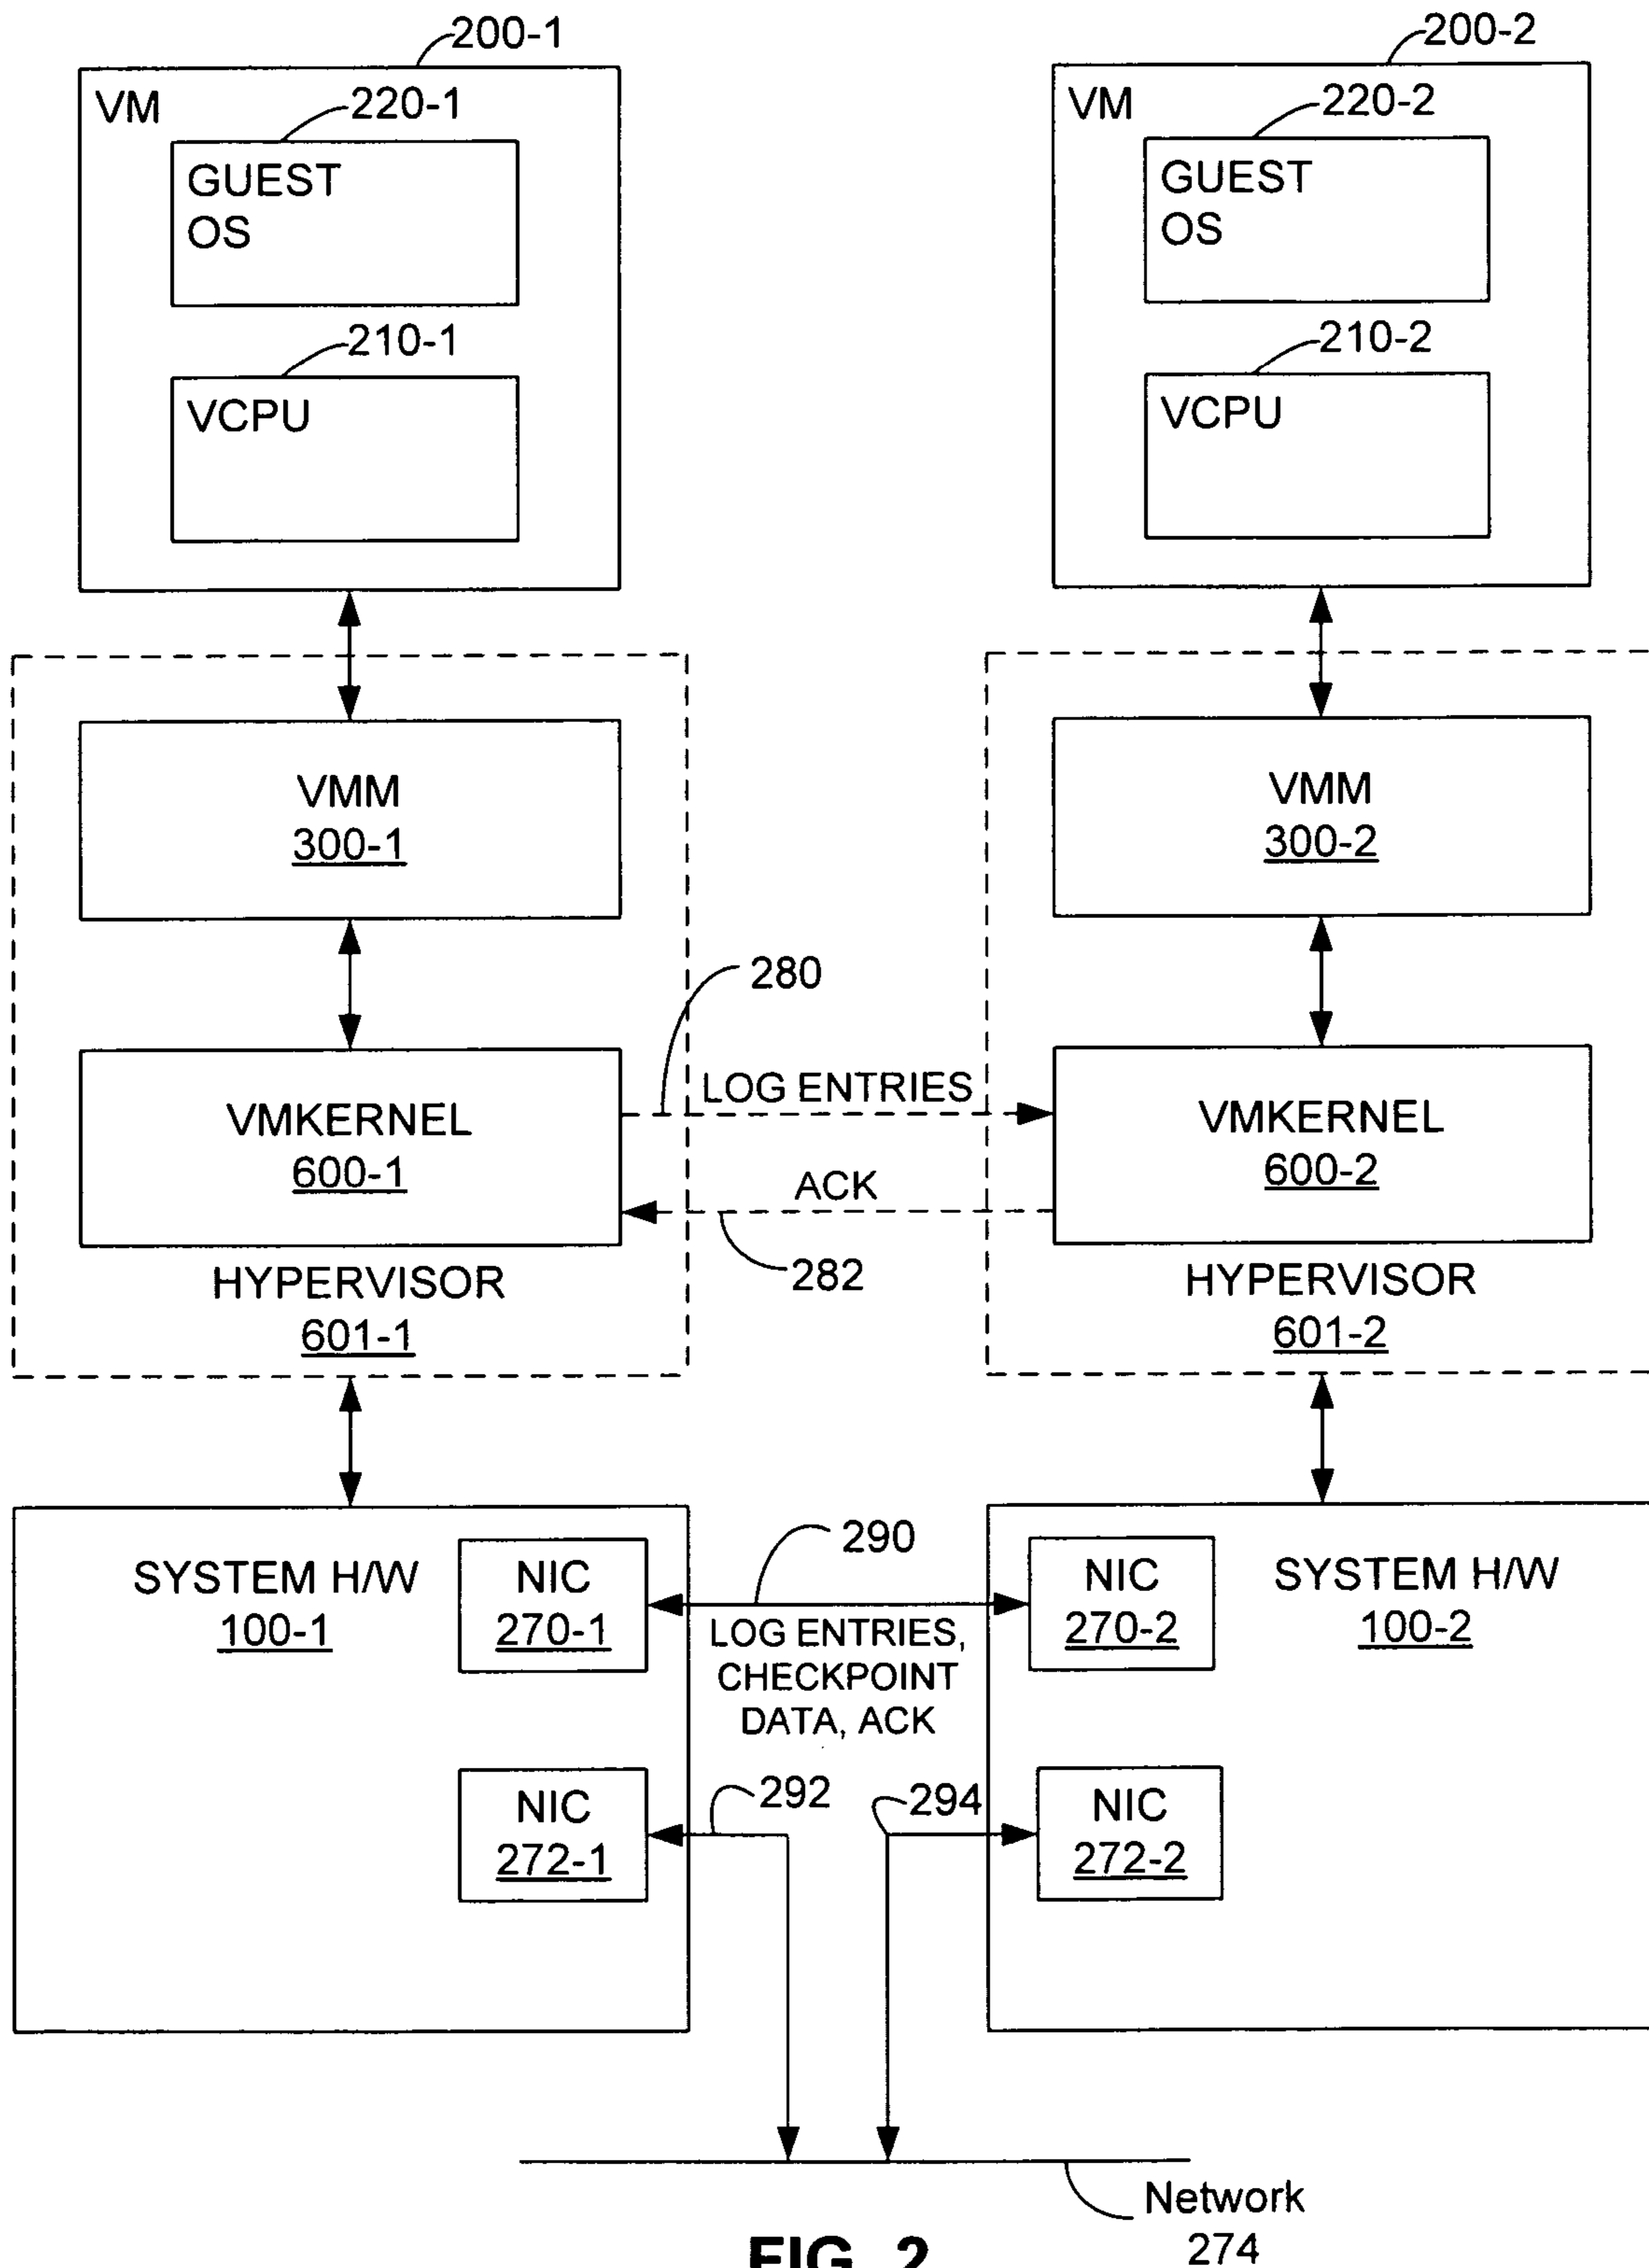 200-1
VM
220-1
GUEST
OS
210-1
VCPU
200-2
VM
220-2
GUEST
OS
210-2
VCPU
VMM
300-1
VMM
300-2
280
LOG ENTRIES
VMKERNEL
600-1
VMKERNEL
600-2
ACK
282
HYPERVISOR
601-1
HYPERVISOR
601-2
SYSTEM H/W
100-1
NIC
270-1
290
LOG ENTRIES,
CHECKPOINT
DATA, ACK
NIC
270-2
SYSTEM H/W
100-2
NIC
272-1
292
294
NIC
272-2
Network
274
FIG. 2